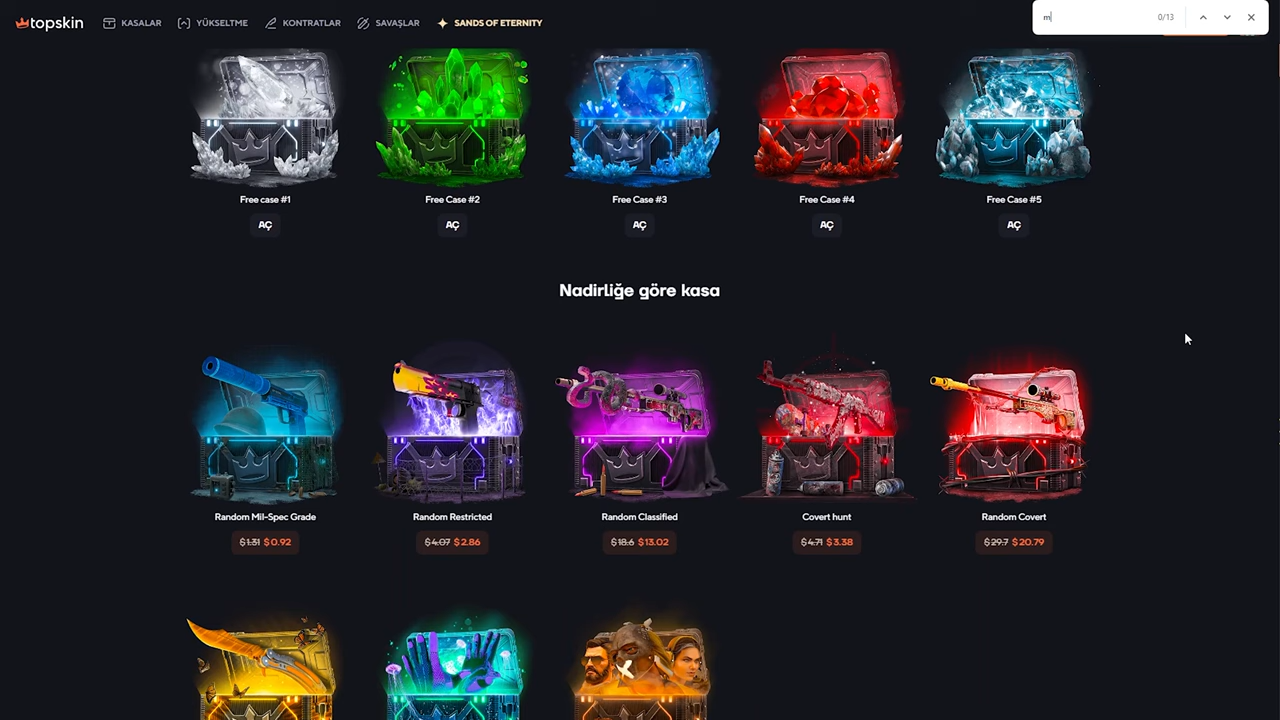 topskin
KASALAR
YÜKSELTME
KONTRATLAR
SAVAŞLAR
SANDS OF ETERNITY
m
0/13
Free case #1
Free Case #2
Free Case #3
Free Case #4
Free Case #5
AÇ
AÇ
AÇ
AÇ
AÇ
Nadirliğe göre kasa
Random Mil-Spec Grade
Random Restricted
Random Classified
Covert hunt
Random Covert
$1.31 $0.92
$4.07 $2.86
$18.6 $13.02
$4.71 $3.38
$29.7 $20.79